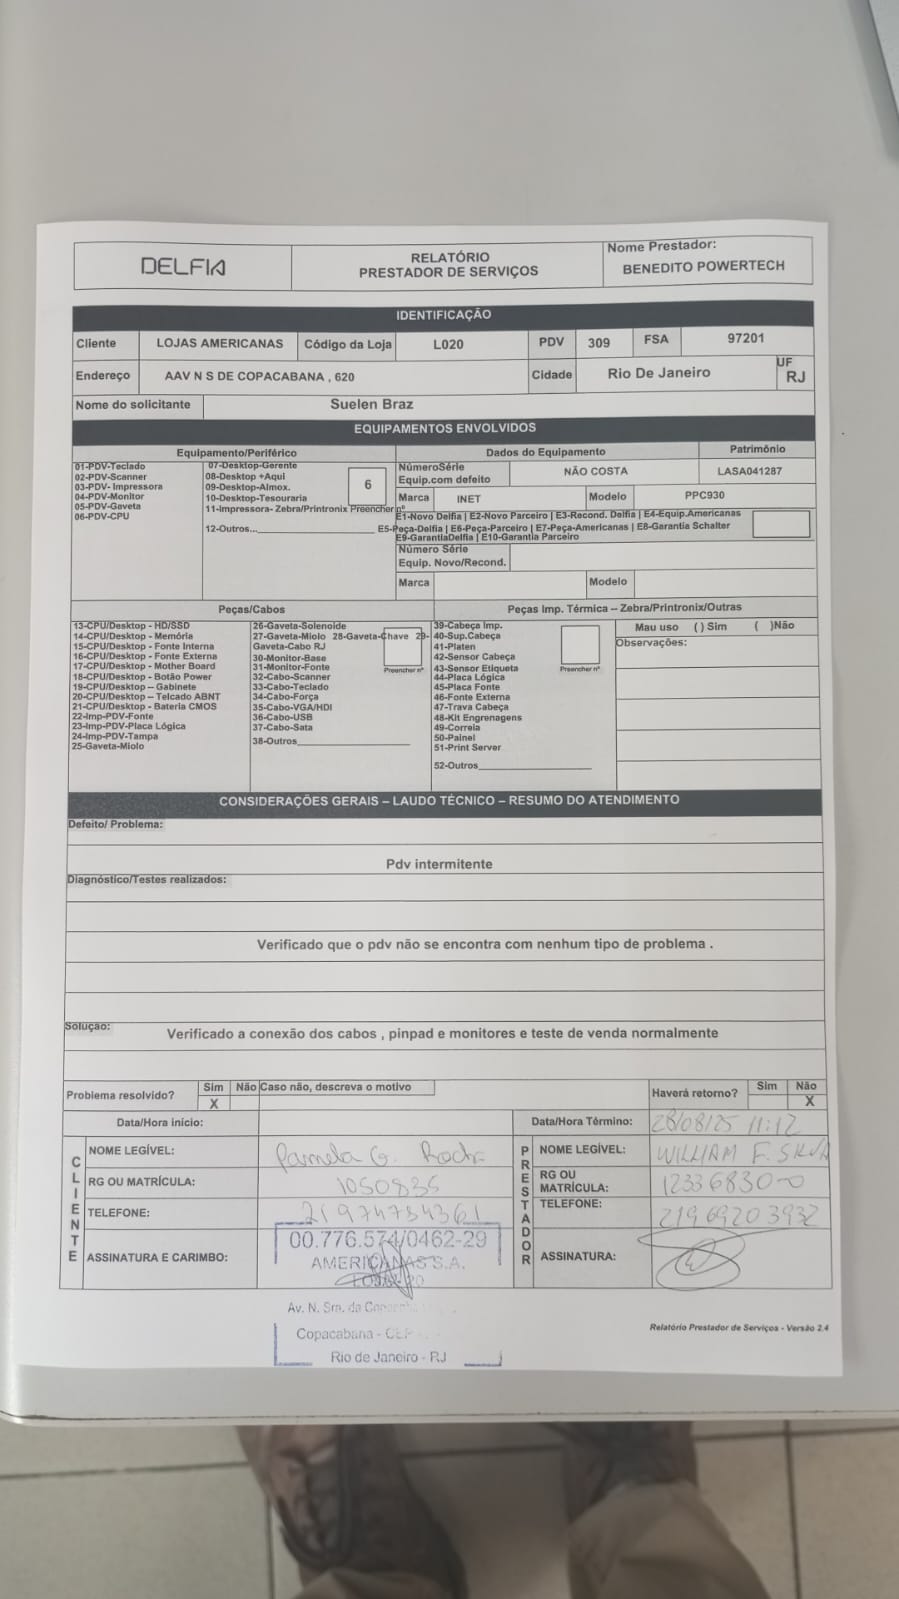 DELFIA
RELATÓRIO
PRESTADOR DE SERVIÇOS
Nome Prestador:
BENEDITO POWERTECH
IDENTIFICAÇÃO
Cliente LOJAS AMERICANAS Código da Loja L020 PDV 309 FSA 97201
Endereço AAV N S DE COPACABANA , 620 Cidade Rio De Janeiro UF RJ
Nome do solicitante Suelen Braz
EQUIPAMENTOS ENVOLVIDOS
Equipamento/Periférico Dados do Equipamento Patrimônio
01-PDV-Teclado
02-PDV-Scanner
03-PDV- Impressora
04-PDV-Monitor
05-PDV-Gaveta
06-PDV-CPU
07-Desktop-Gerente
08-Desktop +Aqui
09-Desktop-Almox.
10-Desktop-Tesouraria
11-Impressora- Zebra/Printronix Preencher nº
12-Outros...
6
NúmeroSérie
Equip.com defeito
NÃO COSTA
LASA041287
Marca INET Modelo PPC930
E1-Novo Delfia | E2-Novo Parceiro | E3-Recond. Delfia | E4-Equip.Americanas
E5-Peça-Delfia | E6-Peça-Parceiro | E7-Peça-Americanas | E8-Garantia Schalter
E9-GarantiaDelfia | E10-Garantia Parceiro
Número Série
Equip. Novo/Recond.
Marca Modelo
Peças/Cabos Peças Imp. Térmica – Zebra/Printronix/Outras
13-CPU/Desktop - HD/SSD
14-CPU/Desktop - Memória
15-CPU/Desktop - Fonte Interna
16-CPU/Desktop - Fonte Externa
17-CPU/Desktop - Mother Board
18-CPU/Desktop - Botão Power
19-CPU/Desktop – Gabinete
20-CPU/Desktop - Telcado ABNT
21-CPU/Desktop - Bateria CMOS
22-Imp-PDV-Fonte
23-Imp-PDV-Placa Lógica
24-Imp-PDV-Tampa
25-Gaveta-Miolo
26-Gaveta-Solenoide
27-Gaveta-Miolo 28-Gaveta-Chave 29-
Gaveta-Cabo RJ
30-Monitor-Base
31-Monitor-Fonte
32-Cabo-Scanner
33-Cabo-Teclado
34-Cabo-Força
35-Cabo-VGA/HDI
36-Cabo-USB
37-Cabo-Sata
38-Outros
Preencher nº
39-Cabeça Imp.
40-Sup.Cabeça
41-Platen
42-Sensor Cabeça
43-Sensor Etiqueta
44-Placa Lógica
45-Placa Fonte
46-Fonte Externa
47-Trava Cabeça
48-Kit Engrenagens
49-Correia
50-Painel
51-Print Server
52-Outros
Preencher nº
Mau uso ( ) Sim ( )Não
Observações:
CONSIDERAÇÕES GERAIS – LAUDO TÉCNICO – RESUMO DO ATENDIMENTO
Defeito/ Problema:
Pdv intermitente
Diagnóstico/Testes realizados:
Verificado que o pdv não se encontra com nenhum tipo de problema .
Solução: Verificado a conexão dos cabos , pinpad e monitores e teste de venda normalmente
Problema resolvido? Sim X Não Caso não, descreva o motivo
Haverá retorno? Sim Não X
Data/Hora início:
Data/Hora Término: 28/08/25 11:12
CLIENTE
NOME LEGÍVEL: Pamela G. Rocha
RG OU MATRÍCULA: 1050835
TELEFONE: 21974734361
ASSINATURA E CARIMBO:
00.776.574/0462-29
AMERICANAS S.A.
Av. N. Sra. da
Copacabana - CEP
Rio de Janeiro - RJ
PRESTADOR
NOME LEGÍVEL: WILLIAM F. SILVA
RG OU
MATRÍCULA: 123368300
TELEFONE: 21969203932
ASSINATURA:
Relatório Prestador de Serviços - Versão 2.4